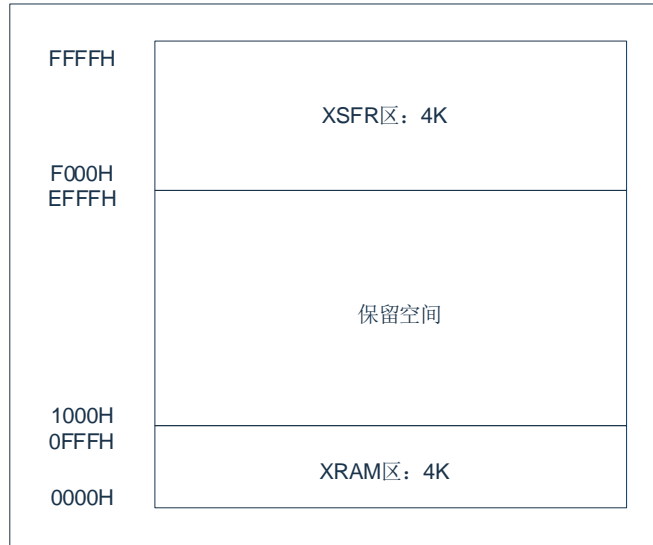 FFFFH
XSFR区：4K
F000H
EFFFH
保留空间
1000H
0FFFH
XRAM区：4K
0000H